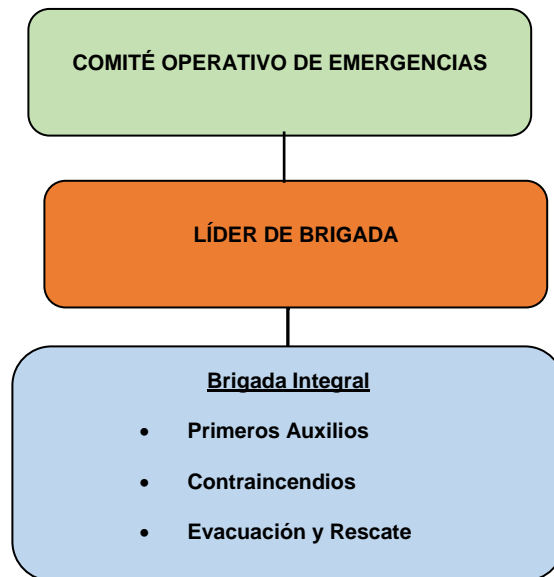 COMITÉ OPERATIVO DE EMERGENCIAS
LÍDER DE BRIGADA
Brigada Integral
• Primeros Auxilios
• Contraincendios
• Evacuación y Rescate